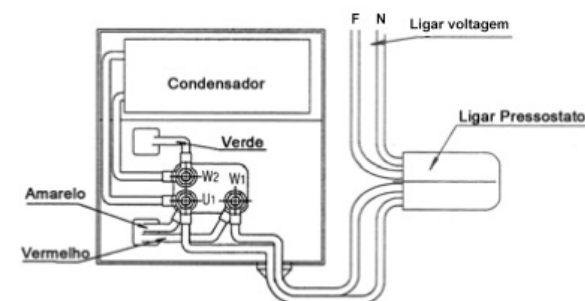 F N Ligar voltagem
Condensador
Ligar Pressostato
Verde
W2 W1
Amarelo
U1
Vermelho